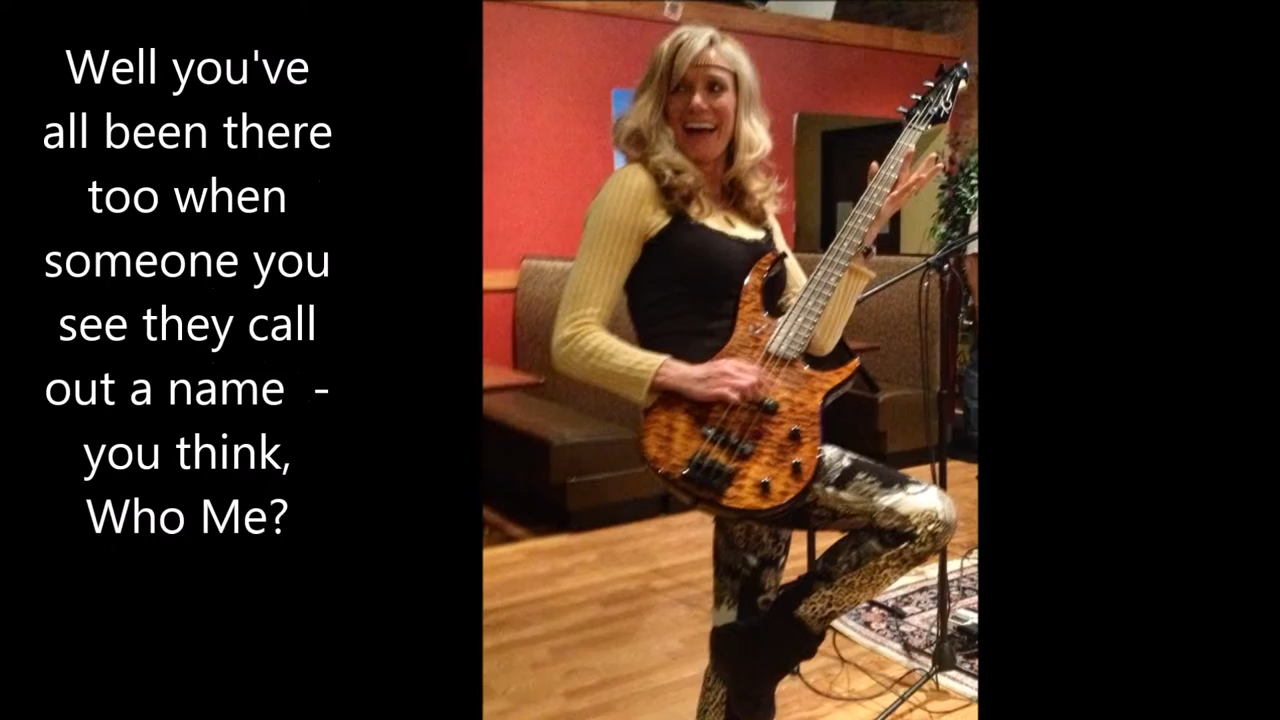 Well you've
all been there
too when
someone you
see they call
out a name  -
you think,
Who Me?